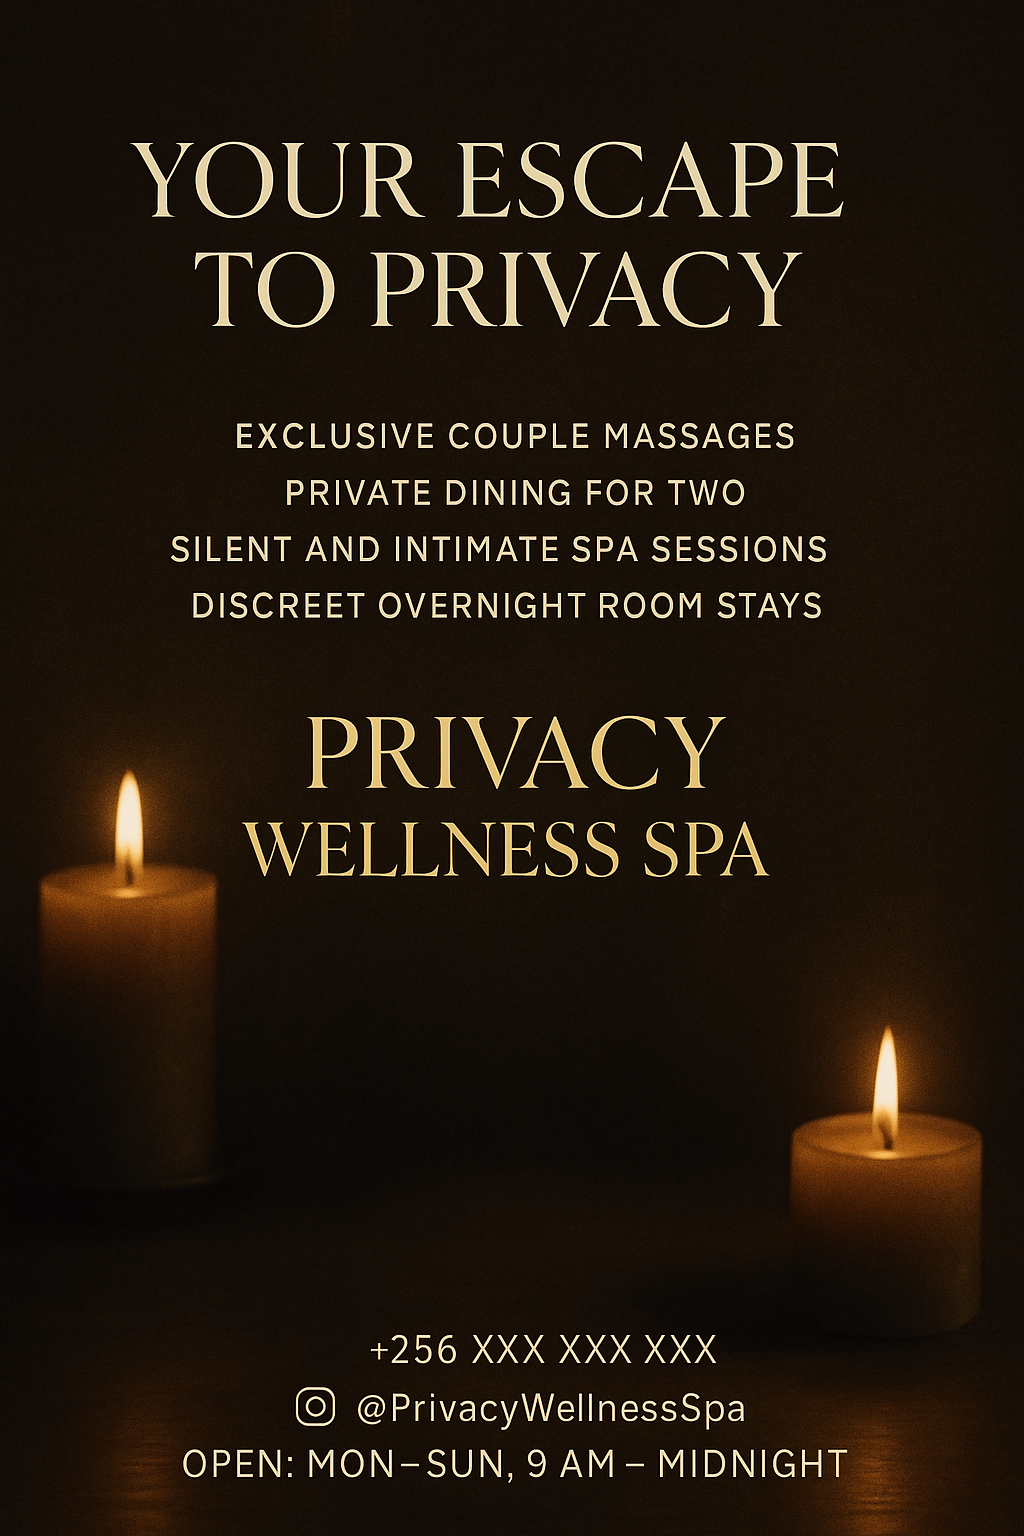 YOUR ESCAPE
TO PRIVACY
EXCLUSIVE COUPLE MASSAGES
PRIVATE DINING FOR TWO
SILENT AND INTIMATE SPA SESSIONS
DISCREET OVERNIGHT ROOM STAYS
PRIVACY
WELLNESS SPA
+256 XXX XXX XXX
@PrivacyWellnessSpa
OPEN: MON–SUN, 9 AM – MIDNIGHT